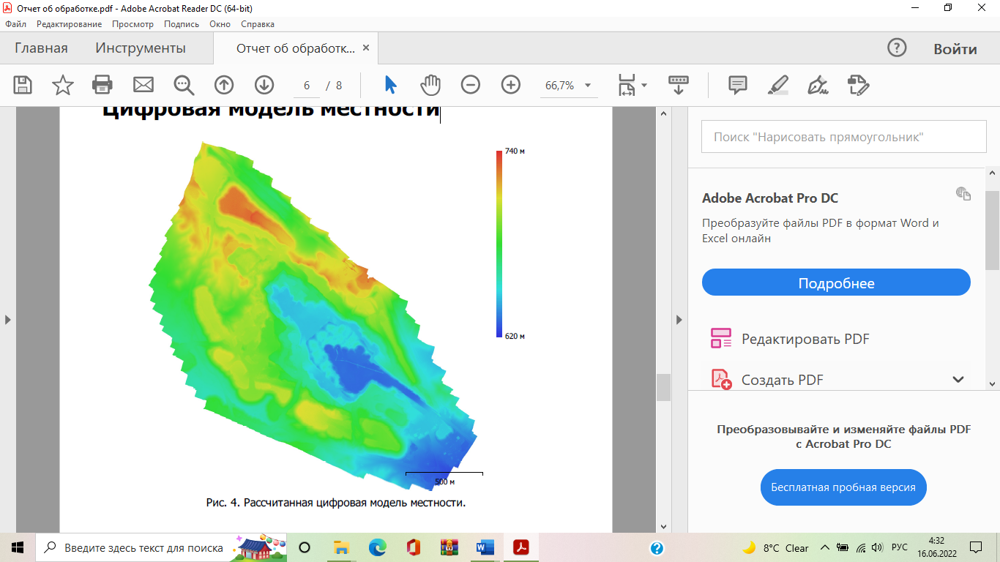 Отчет об обработке.pdf - Adobe Acrobat Reader DC (64-bit)
Файл Редактирование Просмотр Подпись Окно Справка
Главная Инструменты Отчет об обработк... ×
Войти
6 / 8
66,7%
Цифровая модель местности
740 м
620 м
500 м
Рис. 4. Рассчитанная цифровая модель местности.
Поиск "Нарисовать прямоугольник"
Adobe Acrobat Pro DC
Преобразуйте файлы PDF в формат Word и
Excel онлайн
Подробнее
Редактировать PDF
Создать PDF
Преобразовывайте и изменяйте файлы PDF
с Acrobat Pro DC
Бесплатная пробная версия
Введите здесь текст для поиска
8°C Clear
РУС
4:32
16.06.2022